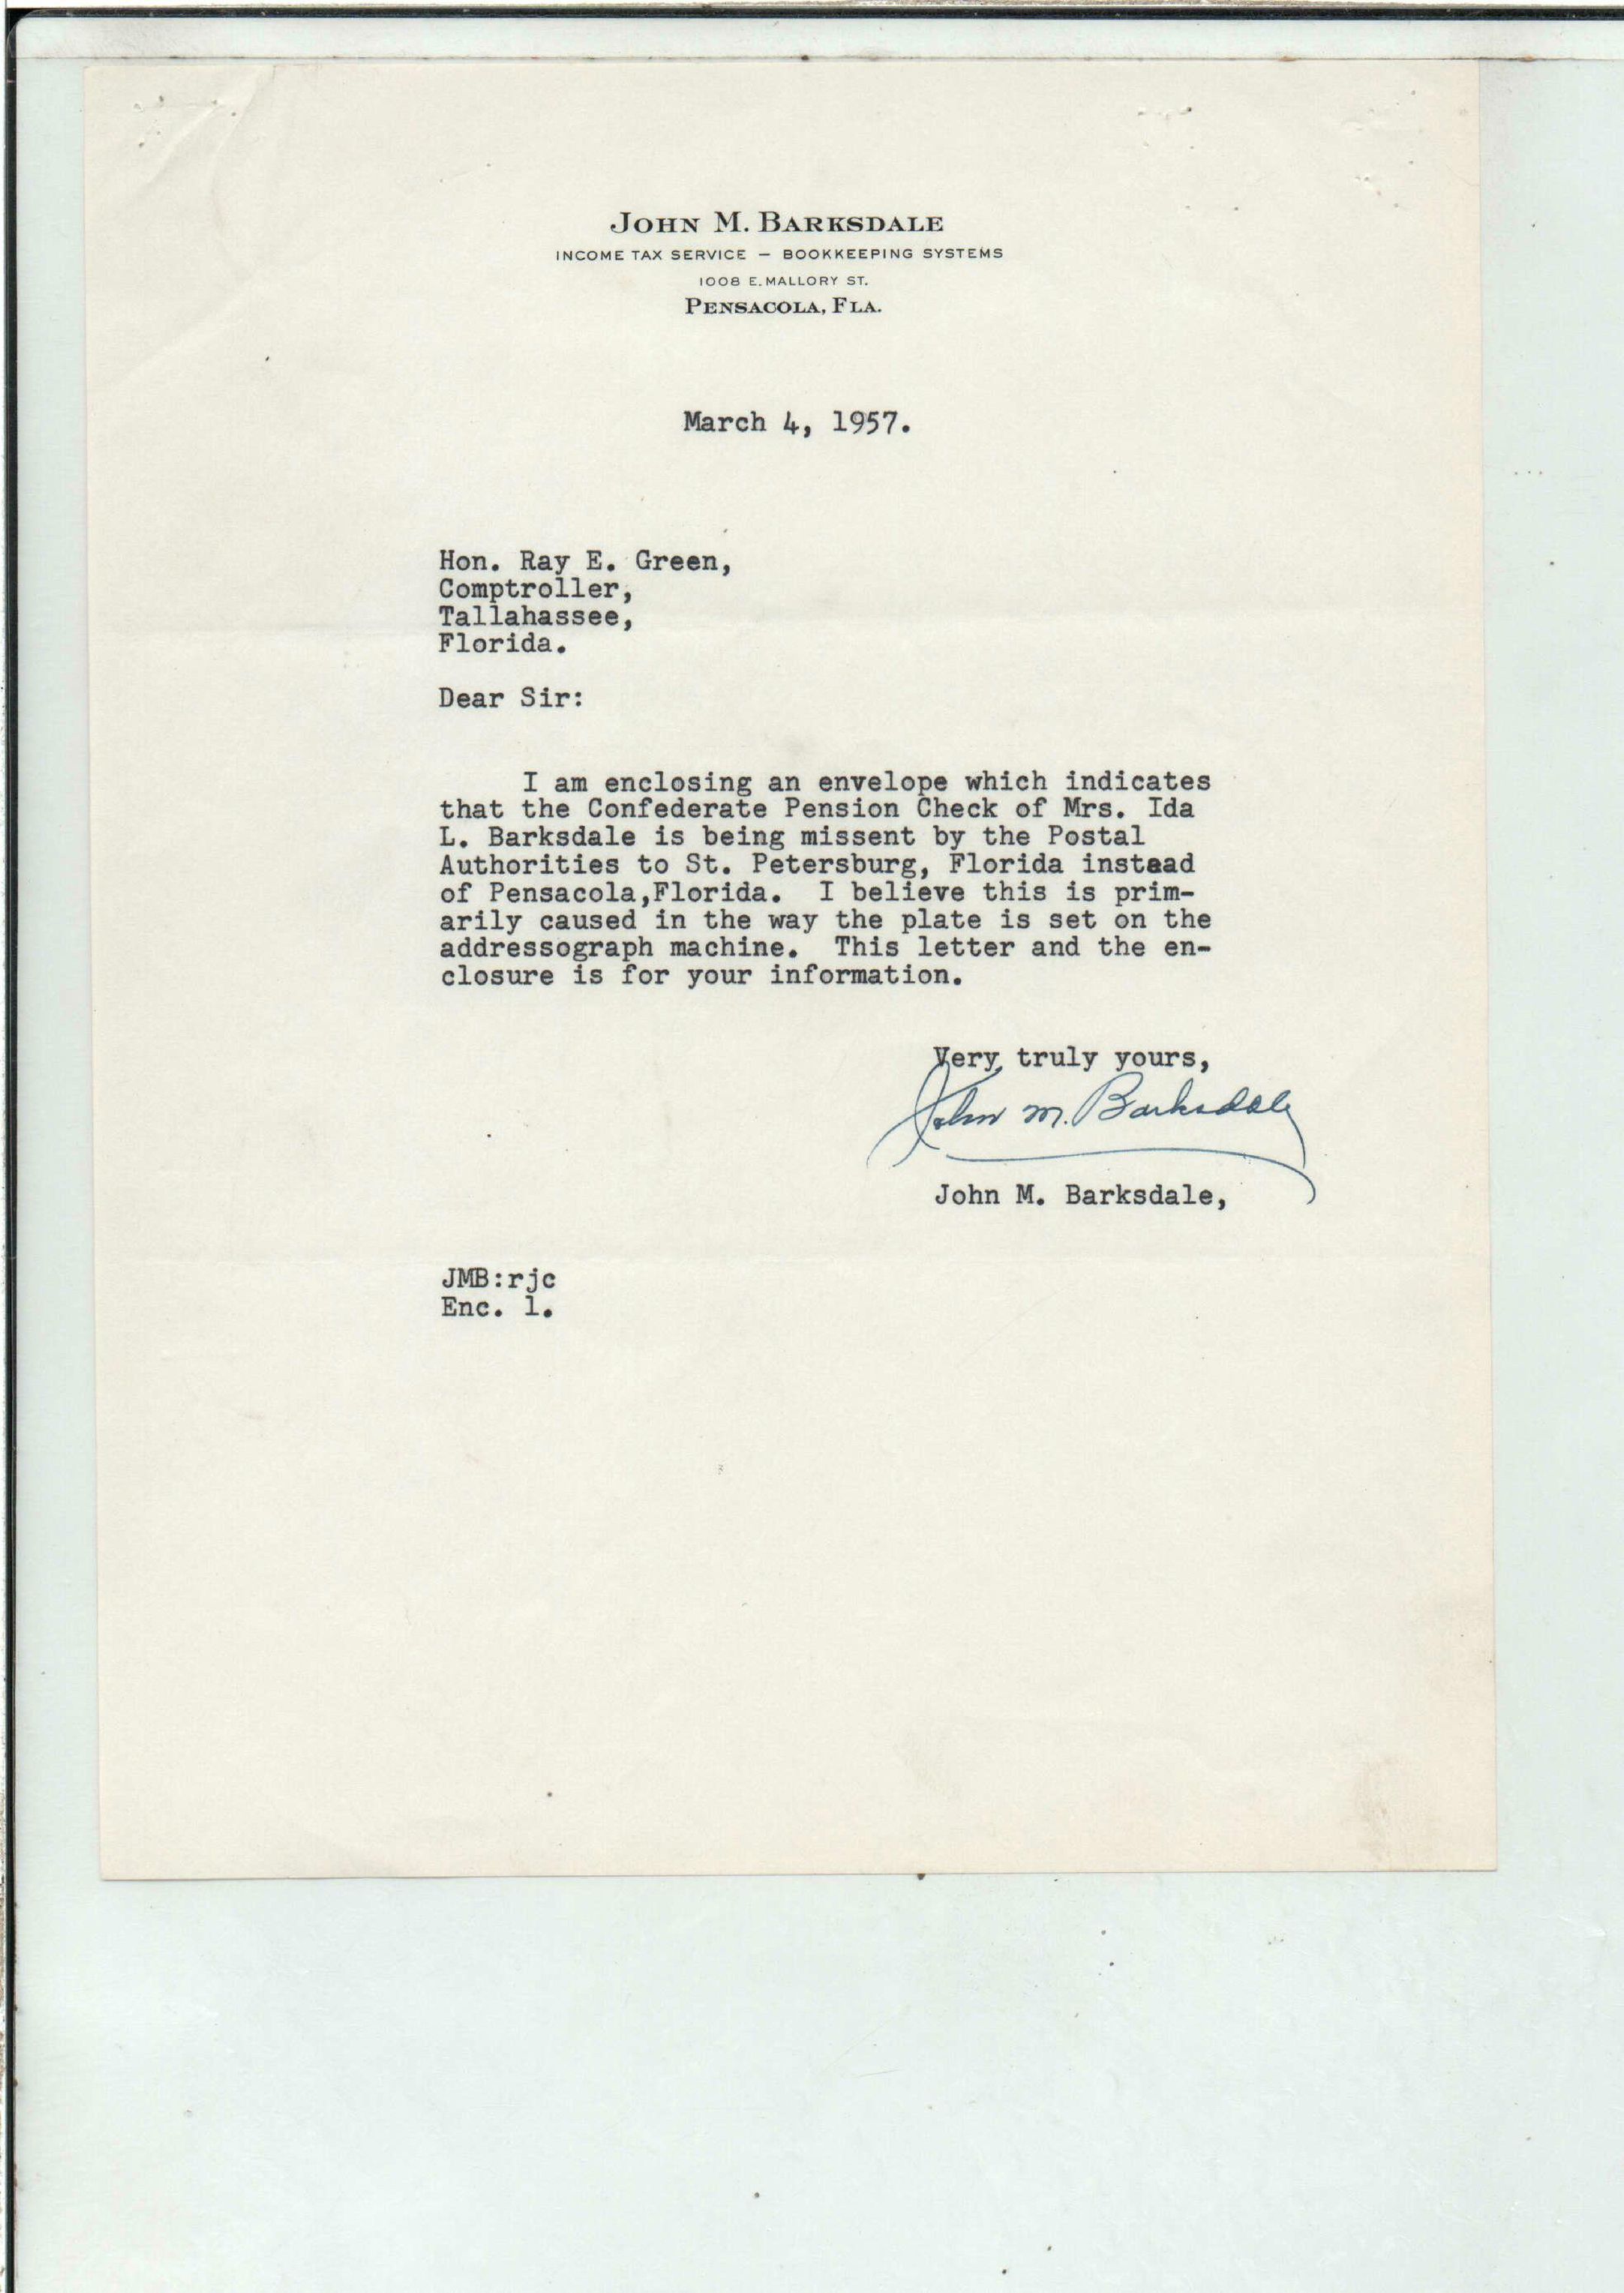 JOHN M. BARKSDALE
INCOME TAX SERVICE — BOOKKEEPING SYSTEMS
1008 E. MALLORY ST.
PENSACOLA, FLA.
March 4, 1957.
Hon. Ray E. Green,
Comptroller,
Tallahassee,
Florida.
Dear Sir:
I am enclosing an envelope which indicates
that the Confederate Pension Check of Mrs. Ida
L. Barksdale is being missent by the Postal
Authorities to St. Petersburg, Florida instead
of Pensacola,Florida. I believe this is prim-
arily caused in the way the plate is set on the
addressograph machine. This letter and the en-
closure is for your information.
Very truly yours,
John M. Barksdale
John M. Barksdale,
JMB:rjc
Enc. 1.